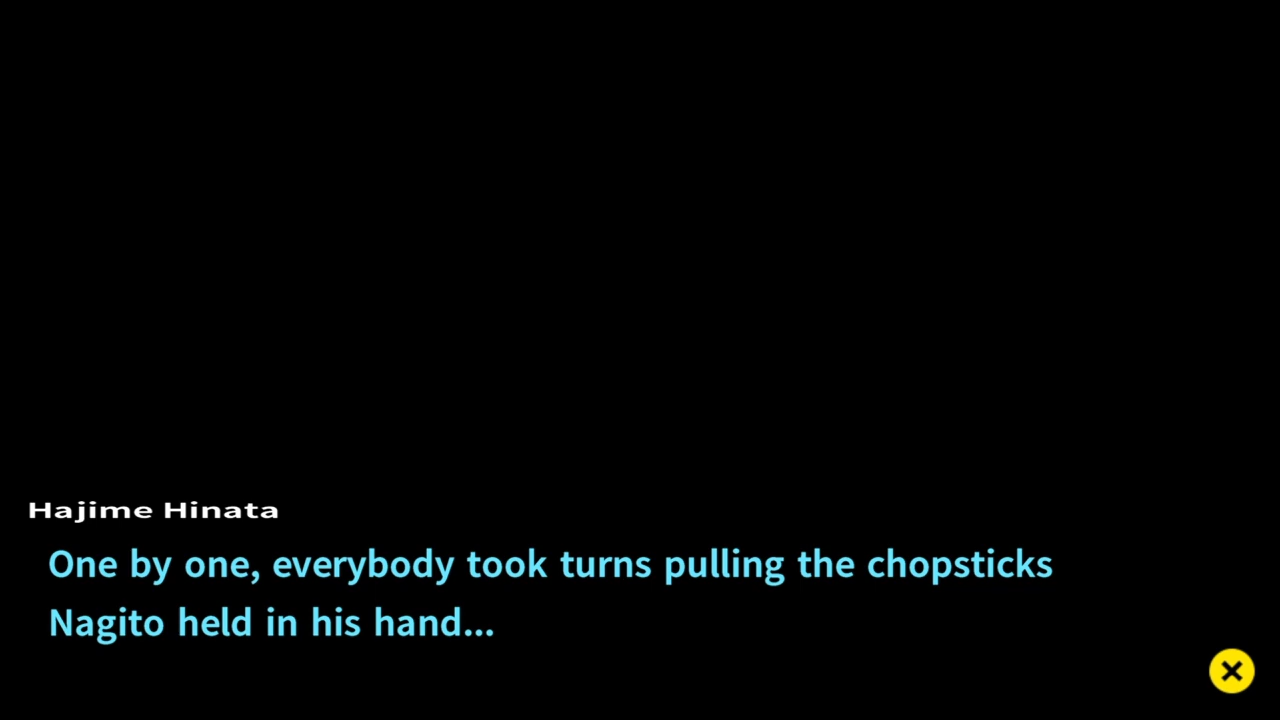 Hajime Hinata
One by one, everybody took turns pulling the chopsticks
Nagito held in his hand...